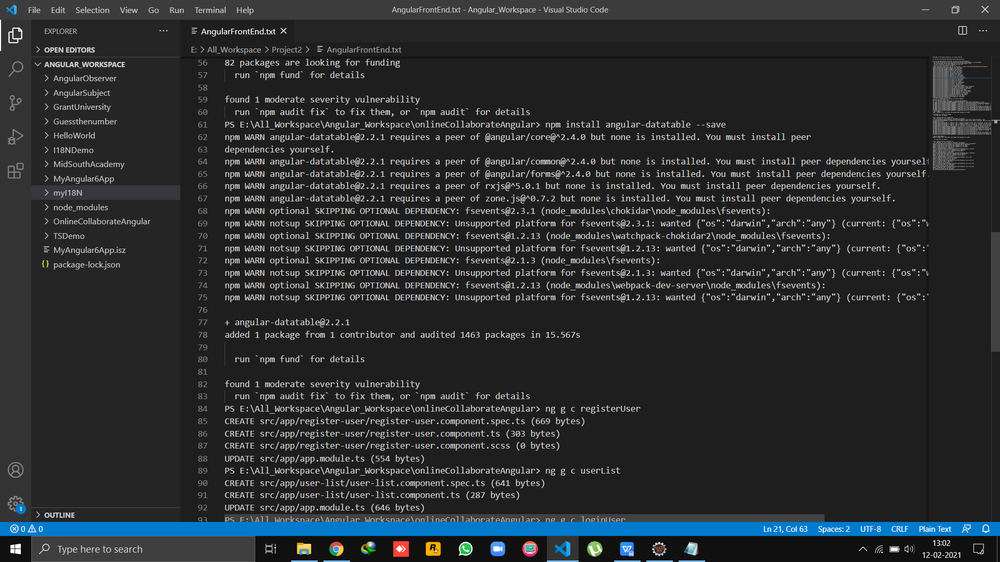 File Edit Selection View Go Run Terminal Help
AngularFrontEnd.txt - Angular_Workspace - Visual Studio Code
EXPLORER
OPEN EDITORS
ANGULAR_WORKSPACE
AngularObserver
AngularSubject
GrantUniversity
Guessthenumber
HelloWorld
I18NDemo
MidSouthAcademy
MyAngular6App
myI18N
node_modules
OnlineCollaborateAngular
TSDemo
MyAngular6App.isz
{} package-lock.json
OUTLINE
AngularFrontEnd.txt
E: > All_Workspace > Project2 > AngularFrontEnd.txt
56 82 packages are looking for funding
57 run `npm fund` for details
58
59 found 1 moderate severity vulnerability
60 run `npm audit fix` to fix them, or `npm audit` for details
61 PS E:\All_Workspace\Angular_Workspace\onlineCollaborateAngular> npm install angular-datatable --save
62 npm WARN angular-datatable@2.2.1 requires a peer of @angular/core@^2.4.0 but none is installed. You must install peer
63 dependencies yourself.
64 npm WARN angular-datatable@2.2.1 requires a peer of @angular/common@^2.4.0 but none is installed. You must install peer dependencies yourself
65 npm WARN angular-datatable@2.2.1 requires a peer of @angular/forms@^2.4.0 but none is installed. You must install peer dependencies yourself.
66 npm WARN angular-datatable@2.2.1 requires a peer of rxjs@^5.0.1 but none is installed. You must install peer dependencies yourself.
67 npm WARN angular-datatable@2.2.1 requires a peer of zone.js@^0.7.2 but none is installed. You must install peer dependencies yourself.
68 npm WARN optional SKIPPING OPTIONAL DEPENDENCY: fsevents@2.3.1 (node_modules\chokidar\node_modules\fsevents):
69 npm WARN notsup SKIPPING OPTIONAL DEPENDENCY: Unsupported platform for fsevents@2.3.1: wanted {"os":"darwin","arch":"any"} (current: {"os":"w
70 npm WARN optional SKIPPING OPTIONAL DEPENDENCY: fsevents@1.2.13 (node_modules\watchpack-chokidar2\node_modules\fsevents):
71 npm WARN notsup SKIPPING OPTIONAL DEPENDENCY: Unsupported platform for fsevents@1.2.13: wanted {"os":"darwin","arch":"any"} (current: {"os":"
72 npm WARN optional SKIPPING OPTIONAL DEPENDENCY: fsevents@2.1.3 (node_modules\fsevents):
73 npm WARN notsup SKIPPING OPTIONAL DEPENDENCY: Unsupported platform for fsevents@2.1.3: wanted {"os":"darwin","arch":"any"} (current: {"os":"w
74 npm WARN optional SKIPPING OPTIONAL DEPENDENCY: fsevents@1.2.13 (node_modules\webpack-dev-server\node_modules\fsevents):
75 npm WARN notsup SKIPPING OPTIONAL DEPENDENCY: Unsupported platform for fsevents@1.2.13: wanted {"os":"darwin","arch":"any"} (current: {"os":"
76
77 + angular-datatable@2.2.1
78 added 1 package from 1 contributor and audited 1463 packages in 15.567s
79
80 run `npm fund` for details
81
82 found 1 moderate severity vulnerability
83 run `npm audit fix` to fix them, or `npm audit` for details
84 PS E:\All_Workspace\Angular_Workspace\onlineCollaborateAngular> ng g c registerUser
85 CREATE src/app/register-user/register-user.component.spec.ts (669 bytes)
86 CREATE src/app/register-user/register-user.component.ts (303 bytes)
87 CREATE src/app/register-user/register-user.component.scss (0 bytes)
88 UPDATE src/app/app.module.ts (554 bytes)
89 PS E:\All_Workspace\Angular_Workspace\onlineCollaborateAngular> ng g c userList
90 CREATE src/app/user-list/user-list.component.spec.ts (641 bytes)
91 CREATE src/app/user-list/user-list.component.ts (287 bytes)
92 UPDATE src/app/app.module.ts (646 bytes)
93 PS E:\All_Workspace\Angular_Workspace\onlineCollaborateAngular> ng g c loginUser
1
0 0
Ln 21, Col 63 Spaces: 2 UTF-8 CRLF Plain Text
Type here to search
13:02
12-02-2021